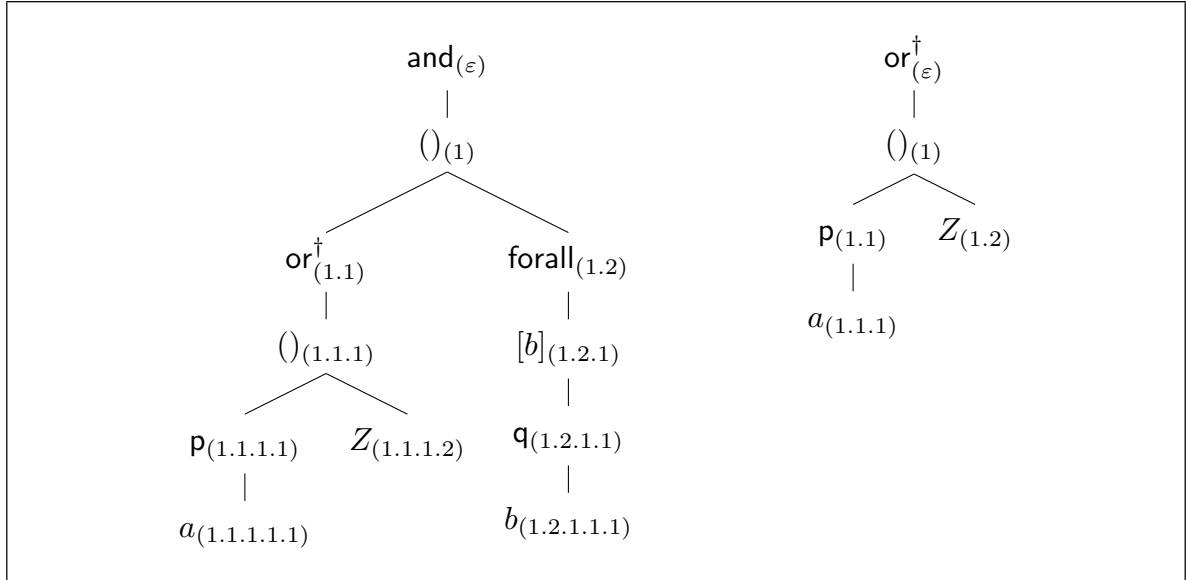 and(ε) or†(ε)
()(1) ()(1)
p(1.1) Z(1.2)
or†(1.1) forall(1.2)
a(1.1.1)
()(1.1.1) [b](1.2.1)
p(1.1.1.1) Z(1.1.1.2) q(1.2.1.1)
a(1.1.1.1.1) b(1.2.1.1.1)